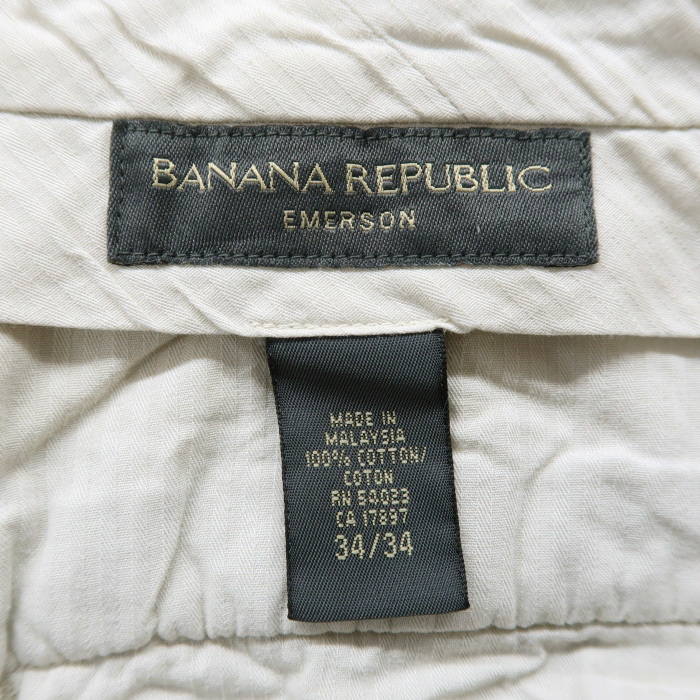 BANANA REPUBLIC
EMERSON
MADE IN
MALAYSIA
100% COTTON/
COTON
RN 54023
CA 17897
34/34